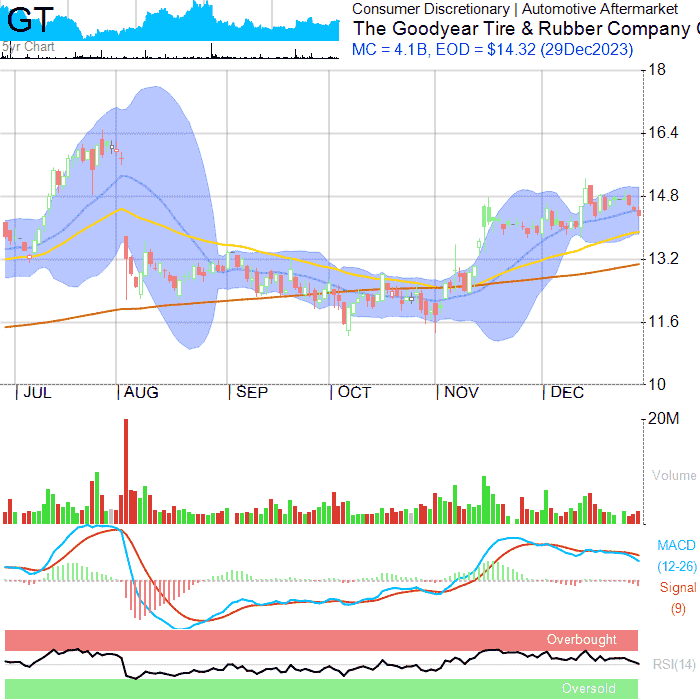 GT
5yr Chart
Consumer Discretionary | Automotive Aftermarket
The Goodyear Tire & Rubber Company
MC = 4.1B, EOD = $14.32 (29Dec2023)
18
16.4
14.8
13.2
11.6
10
JUL AUG SEP OCT NOV DEC
20M
Volume
MACD
(12-26)
Signal
(9)
Overbought
RSI(14)
Oversold